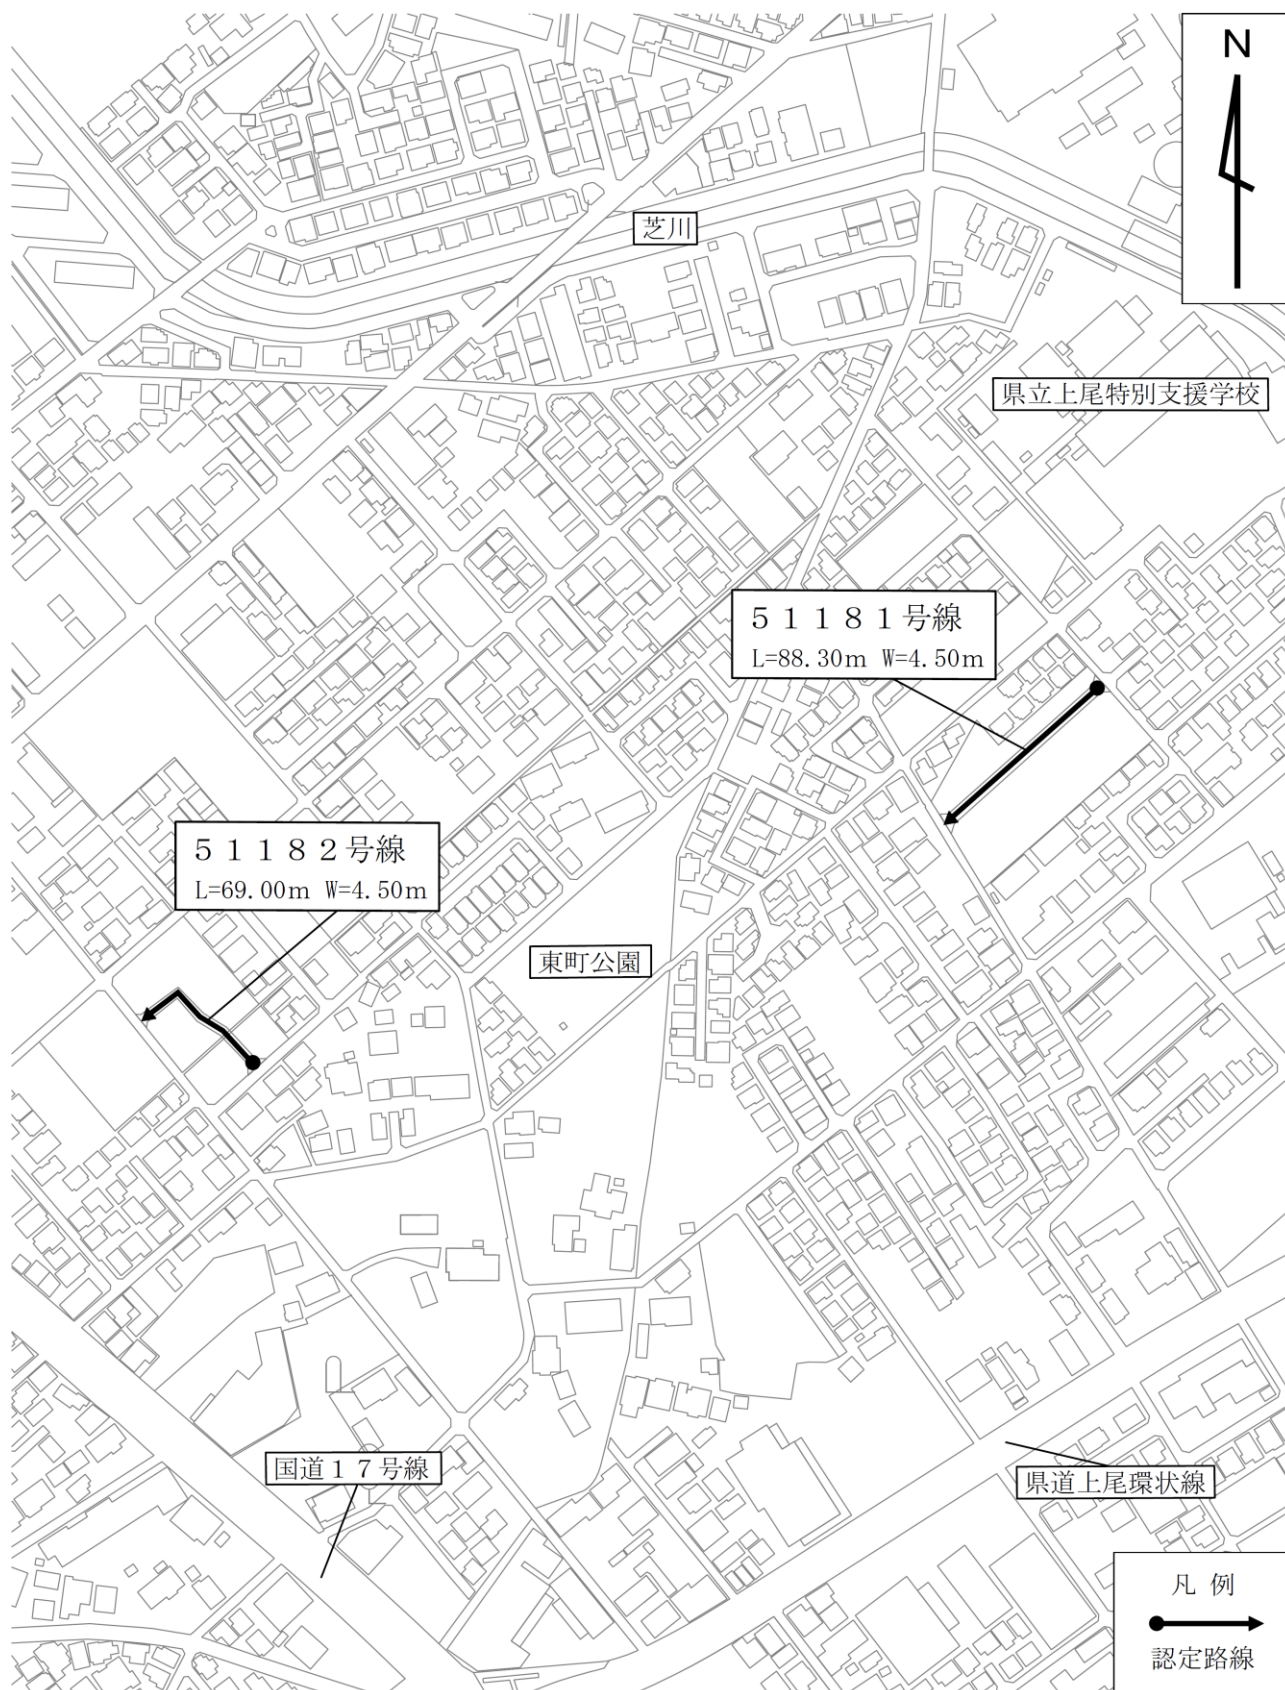 N
芝川
県立上尾特別支援学校
５１１８１号線
L=88.30m W=4.50m
５１１８２号線
L=69.00m W=4.50m
東町公園
国道１７号線
県道上尾環状線
凡 例
認定路線